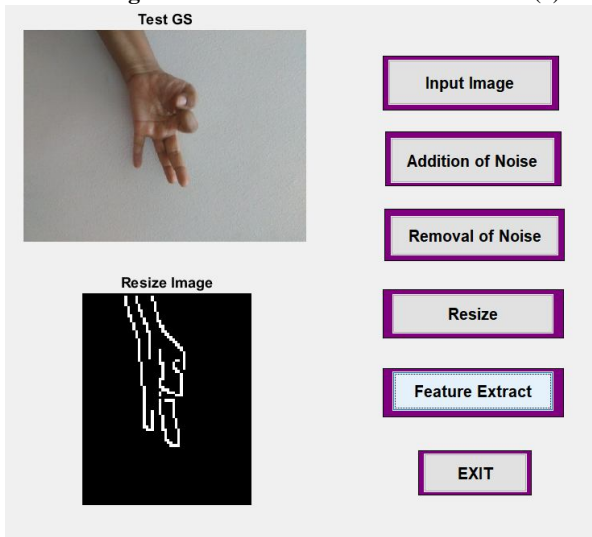 Test GS
Input Image
Addition of Noise
Removal of Noise
Resize Image
Resize
Feature Extract
EXIT